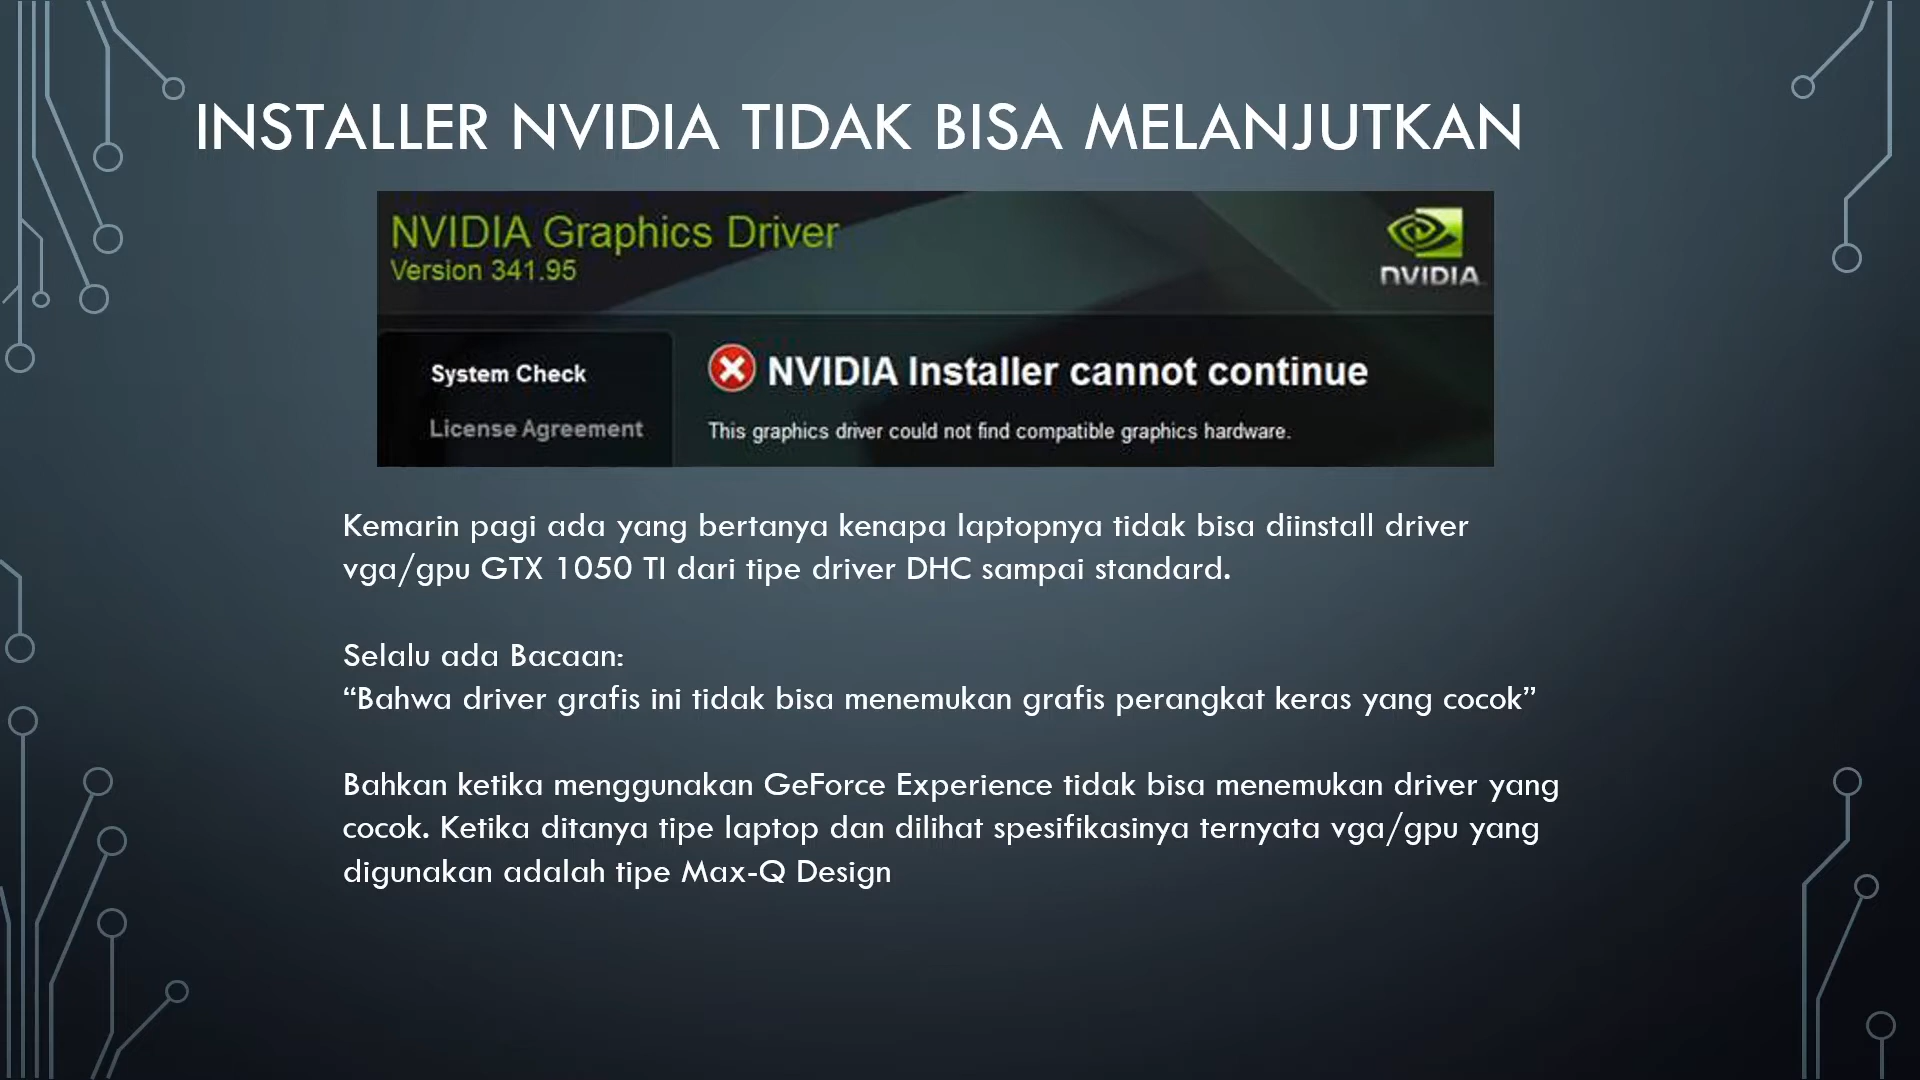 INSTALLER NVIDIA TIDAK BISA MELANJUTKAN
NVIDIA Graphics Driver
Version 341.95
NVIDIA
System Check
License Agreement
NVIDIA Installer cannot continue
This graphics driver could not find compatible graphics hardware.
Kemarin pagi ada yang bertanya kenapa laptopnya tidak bisa diinstall driver
vga/gpu GTX 1050 TI dari tipe driver DHC sampai standard.
Selalu ada Bacaan:
“Bahwa driver grafis ini tidak bisa menemukan grafis perangkat keras yang cocok”
Bahkan ketika menggunakan GeForce Experience tidak bisa menemukan driver yang
cocok. Ketika ditanya tipe laptop dan dilihat spesifikasinya ternyata vga/gpu yang
digunakan adalah tipe Max-Q Design